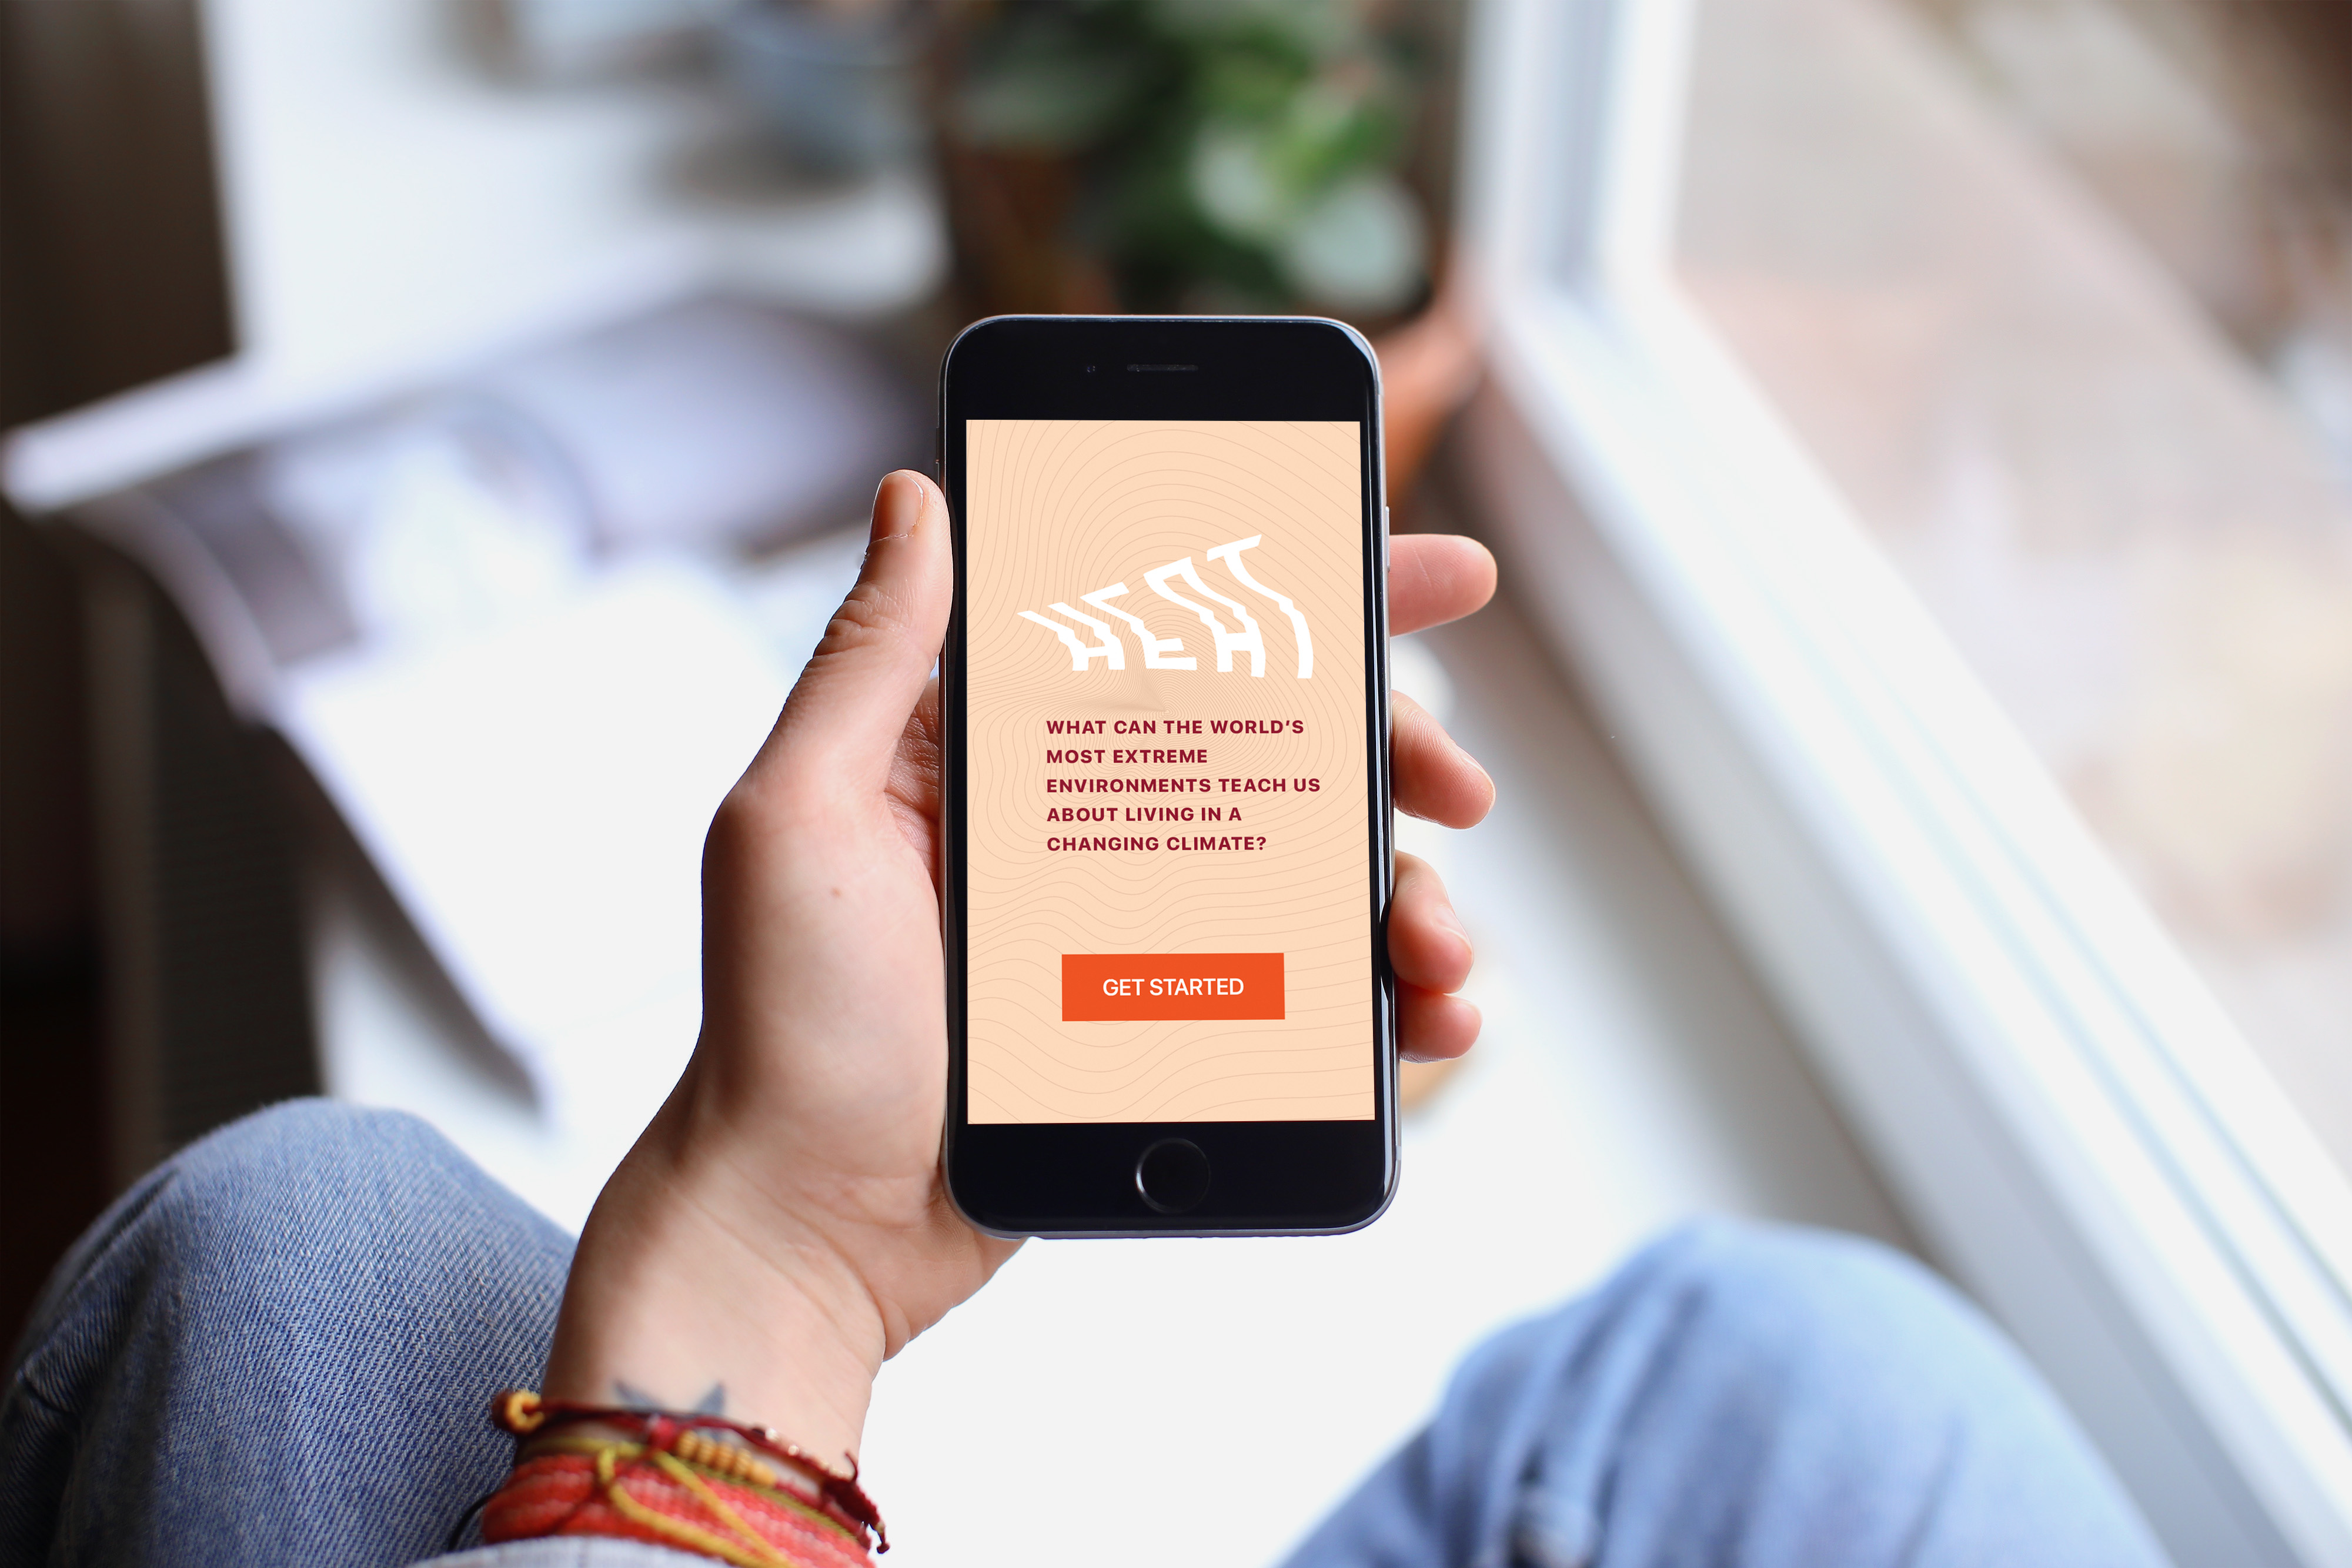 HEAT
WHAT CAN THE WORLD’S
MOST EXTREME
ENVIRONMENTS TEACH US
ABOUT LIVING IN A
CHANGING CLIMATE?
GET STARTED